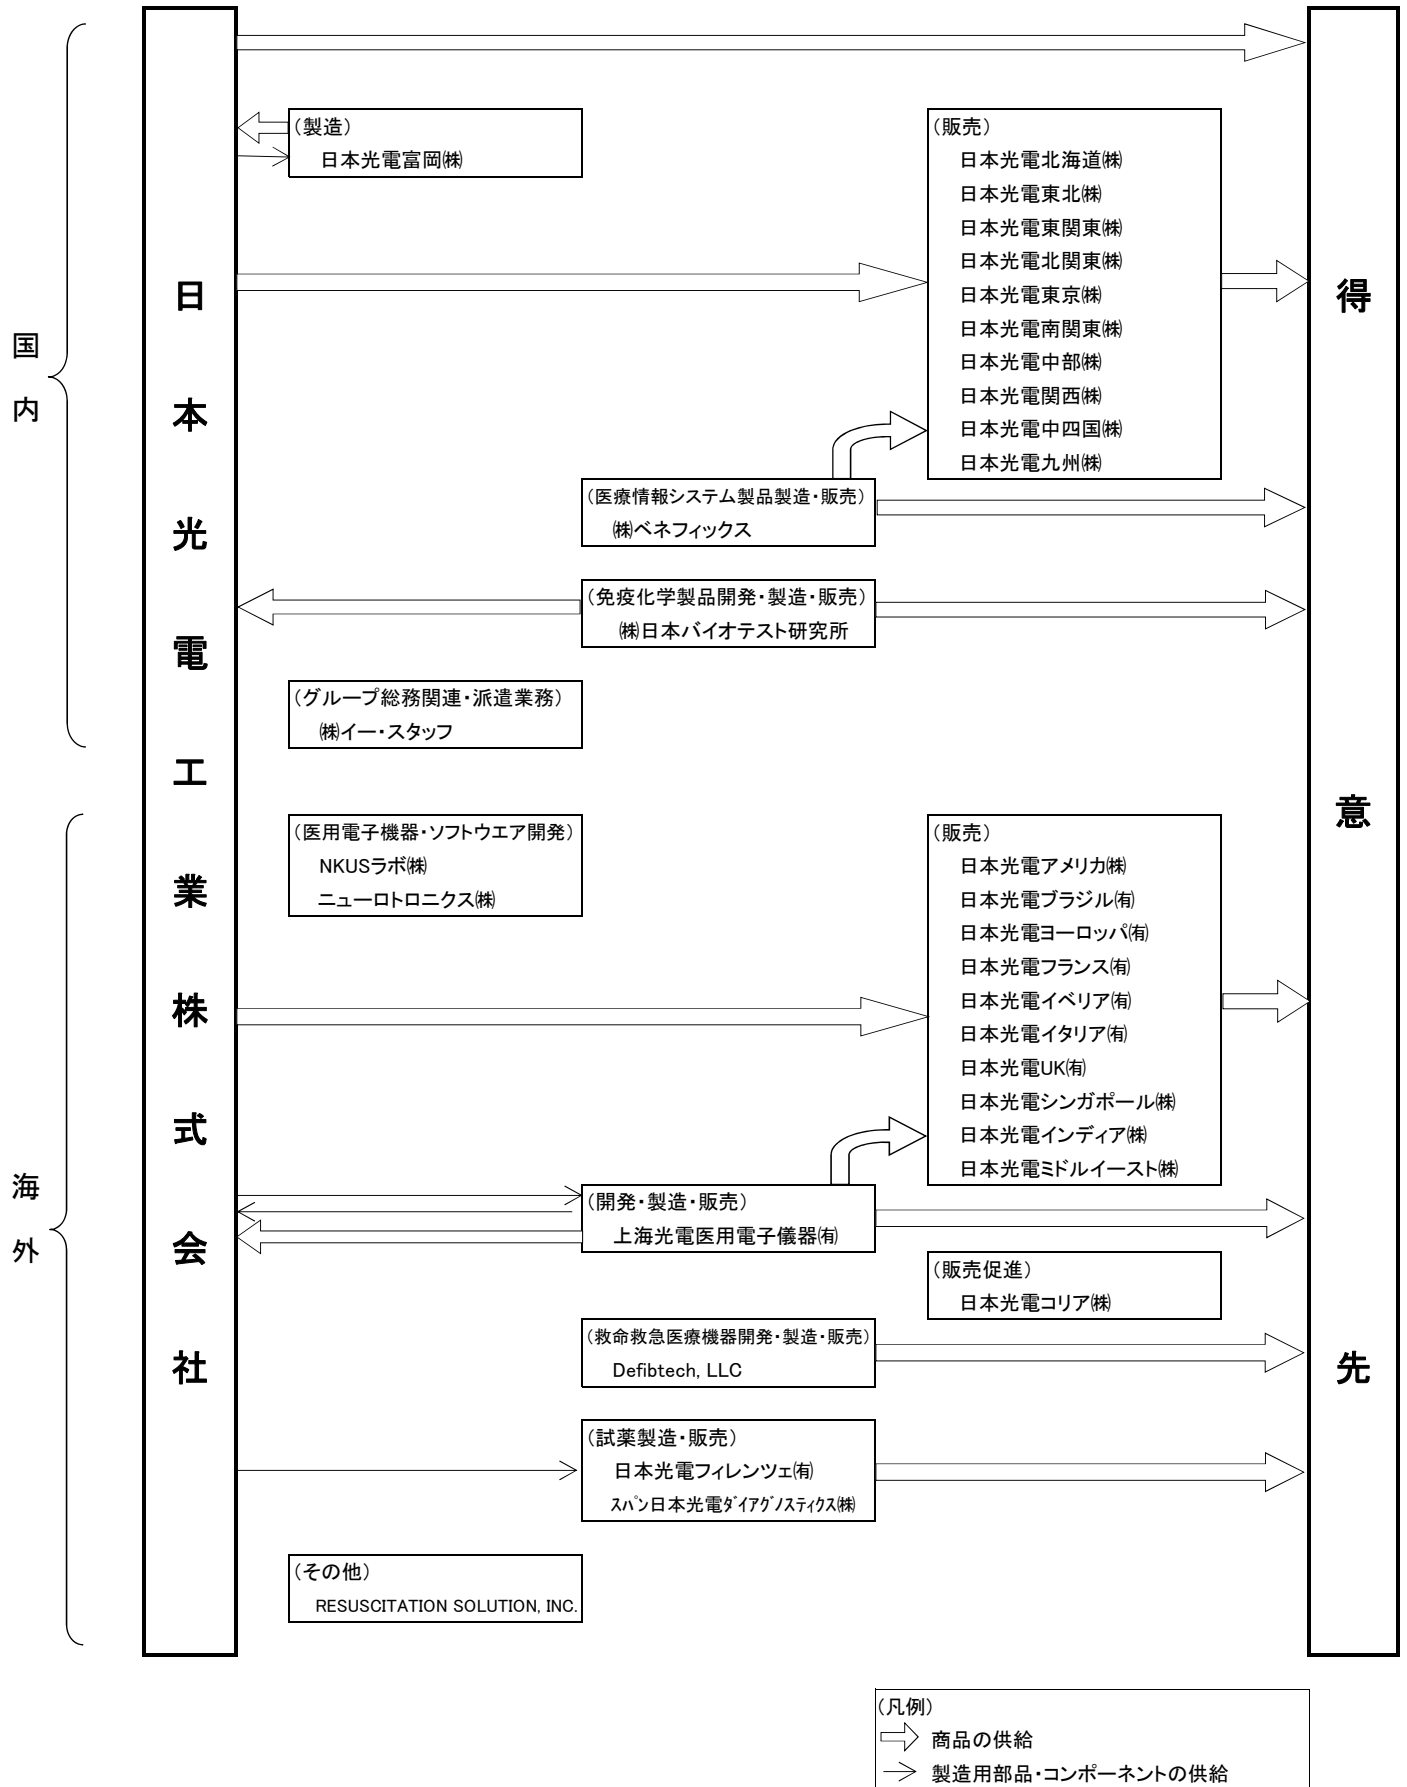 国内
海外
日本光電工業株式会社
(製造)
日本光電富岡㈱
(販売)
日本光電北海道㈱
日本光電東北㈱
日本光電東関東㈱
日本光電北関東㈱
日本光電東京㈱
日本光電南関東㈱
日本光電中部㈱
日本光電関西㈱
日本光電中四国㈱
日本光電九州㈱
(医療情報システム製品製造・販売)
㈱ベネフィックス
(免疫化学製品開発・製造・販売)
㈱日本バイオテスト研究所
(グループ総務関連・派遣業務)
㈱イー・スタッフ
(医用電子機器・ソフトウエア開発)
NKUSラボ㈱
ニューロトロニクス㈱
(販売)
日本光電アメリカ㈱
日本光電ブラジル㈲
日本光電ヨーロッパ㈲
日本光電フランス㈲
日本光電イベリア㈲
日本光電イタリア㈲
日本光電UK㈲
日本光電シンガポール㈱
日本光電インディア㈱
日本光電ミドルイースト㈱
(開発・製造・販売)
上海光電医用電子儀器㈲
(販売促進)
日本光電コリア㈱
(救命救急医療機器開発・製造・販売)
Defibtech, LLC
(試薬製造・販売)
日本光電フィレンツェ㈲
ｽﾊﾟﾝ日本光電ﾀﾞｲｱｸﾞﾉｽﾃｨｸｽ㈱
(その他)
RESUSCITATION SOLUTION, INC.
得意先
(凡例)
商品の供給
製造用部品・コンポーネントの供給